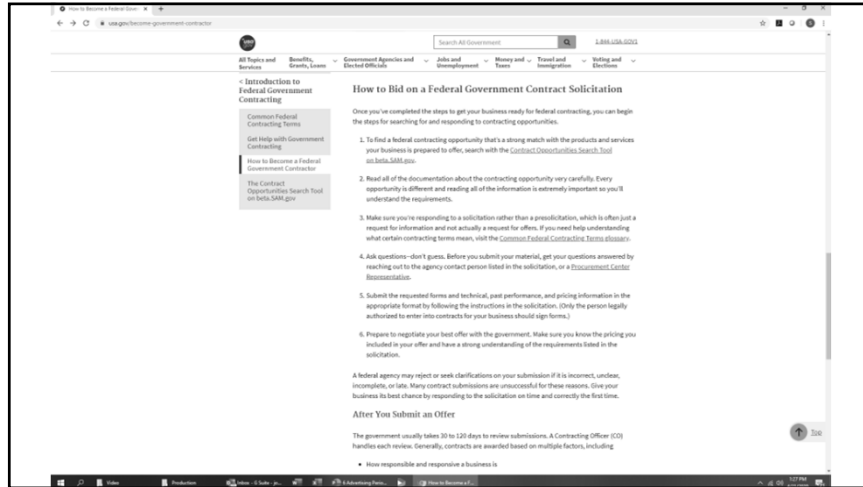 How to Become a Federal Gover
usa.gov/become-government-contractor
Search All Government
1-844-USA-GOV1
All Topics and Services
Benefits, Grants, Loans
Government Agencies and Elected Officials
Jobs and Unemployment
Money and Taxes
Travel and Immigration
Voting and Elections
< Introduction to
Federal Government
Contracting
Common Federal
Contracting Terms
Get Help with Government
Contracting
How to Become a Federal
Government Contractor
The Contract
Opportunities Search Tool
on beta.SAM.gov
How to Bid on a Federal Government Contract Solicitation
Once you've completed the steps to get your business ready for federal contracting, you can begin
the steps for searching for and responding to contracting opportunities.
1. To find a federal contracting opportunity that's a strong match with the products and services
your business is prepared to offer, search with the Contract Opportunities Search Tool
on beta.SAM.gov.
2. Read all of the documentation about the contracting opportunity very carefully. Every
opportunity is different and reading all of the information is extremely important so you'll
understand the requirements.
3. Make sure you're responding to a solicitation rather than a presolicitation, which is often just a
request for information and not actually a request for offers. If you need help understanding
what certain contracting terms mean, visit the Common Federal Contracting Terms glossary.
4. Ask questions--don't guess. Before you submit your material, get your questions answered by
reaching out to the agency contact person listed in the solicitation, or a Procurement Center
Representative.
5. Submit the requested forms and technical, past performance, and pricing information in the
appropriate format by following the instructions in the solicitation. (Only the person legally
authorized to enter into contracts for your business should sign forms.)
6. Prepare to negotiate your best offer with the government. Make sure you know the pricing you
included in your offer and have a strong understanding of the requirements listed in the
solicitation.
A federal agency may reject or seek clarifications on your submission if it is incorrect, unclear,
incomplete, or late. Many contract submissions are unsuccessful for these reasons. Give your
business its best chance by responding to the solicitation on time and correctly the first time.
After You Submit an Offer
The government usually takes 30 to 120 days to review submissions. A Contracting Officer (CO)
handles each review. Generally, contracts are awarded based on multiple factors, including
• How responsible and responsive a business is
Top
Video
Production
How to Become a F...
1:27 PM